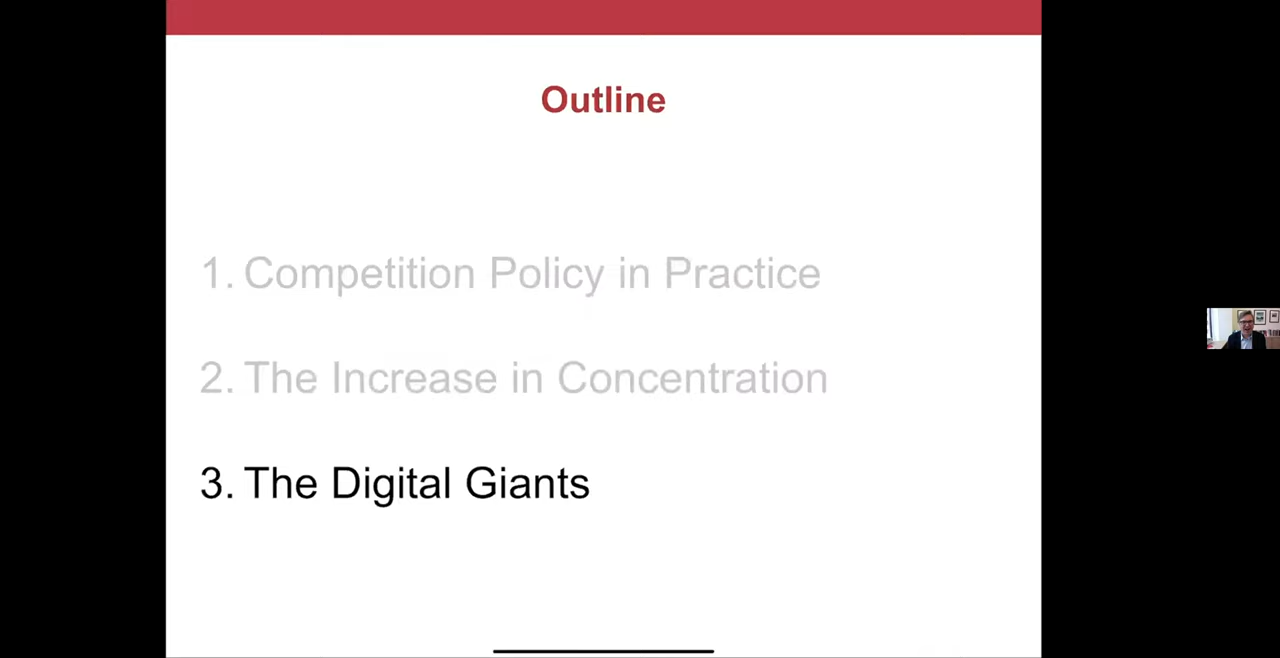 Outline
1. Competition Policy in Practice
2. The Increase in Concentration
3. The Digital Giants